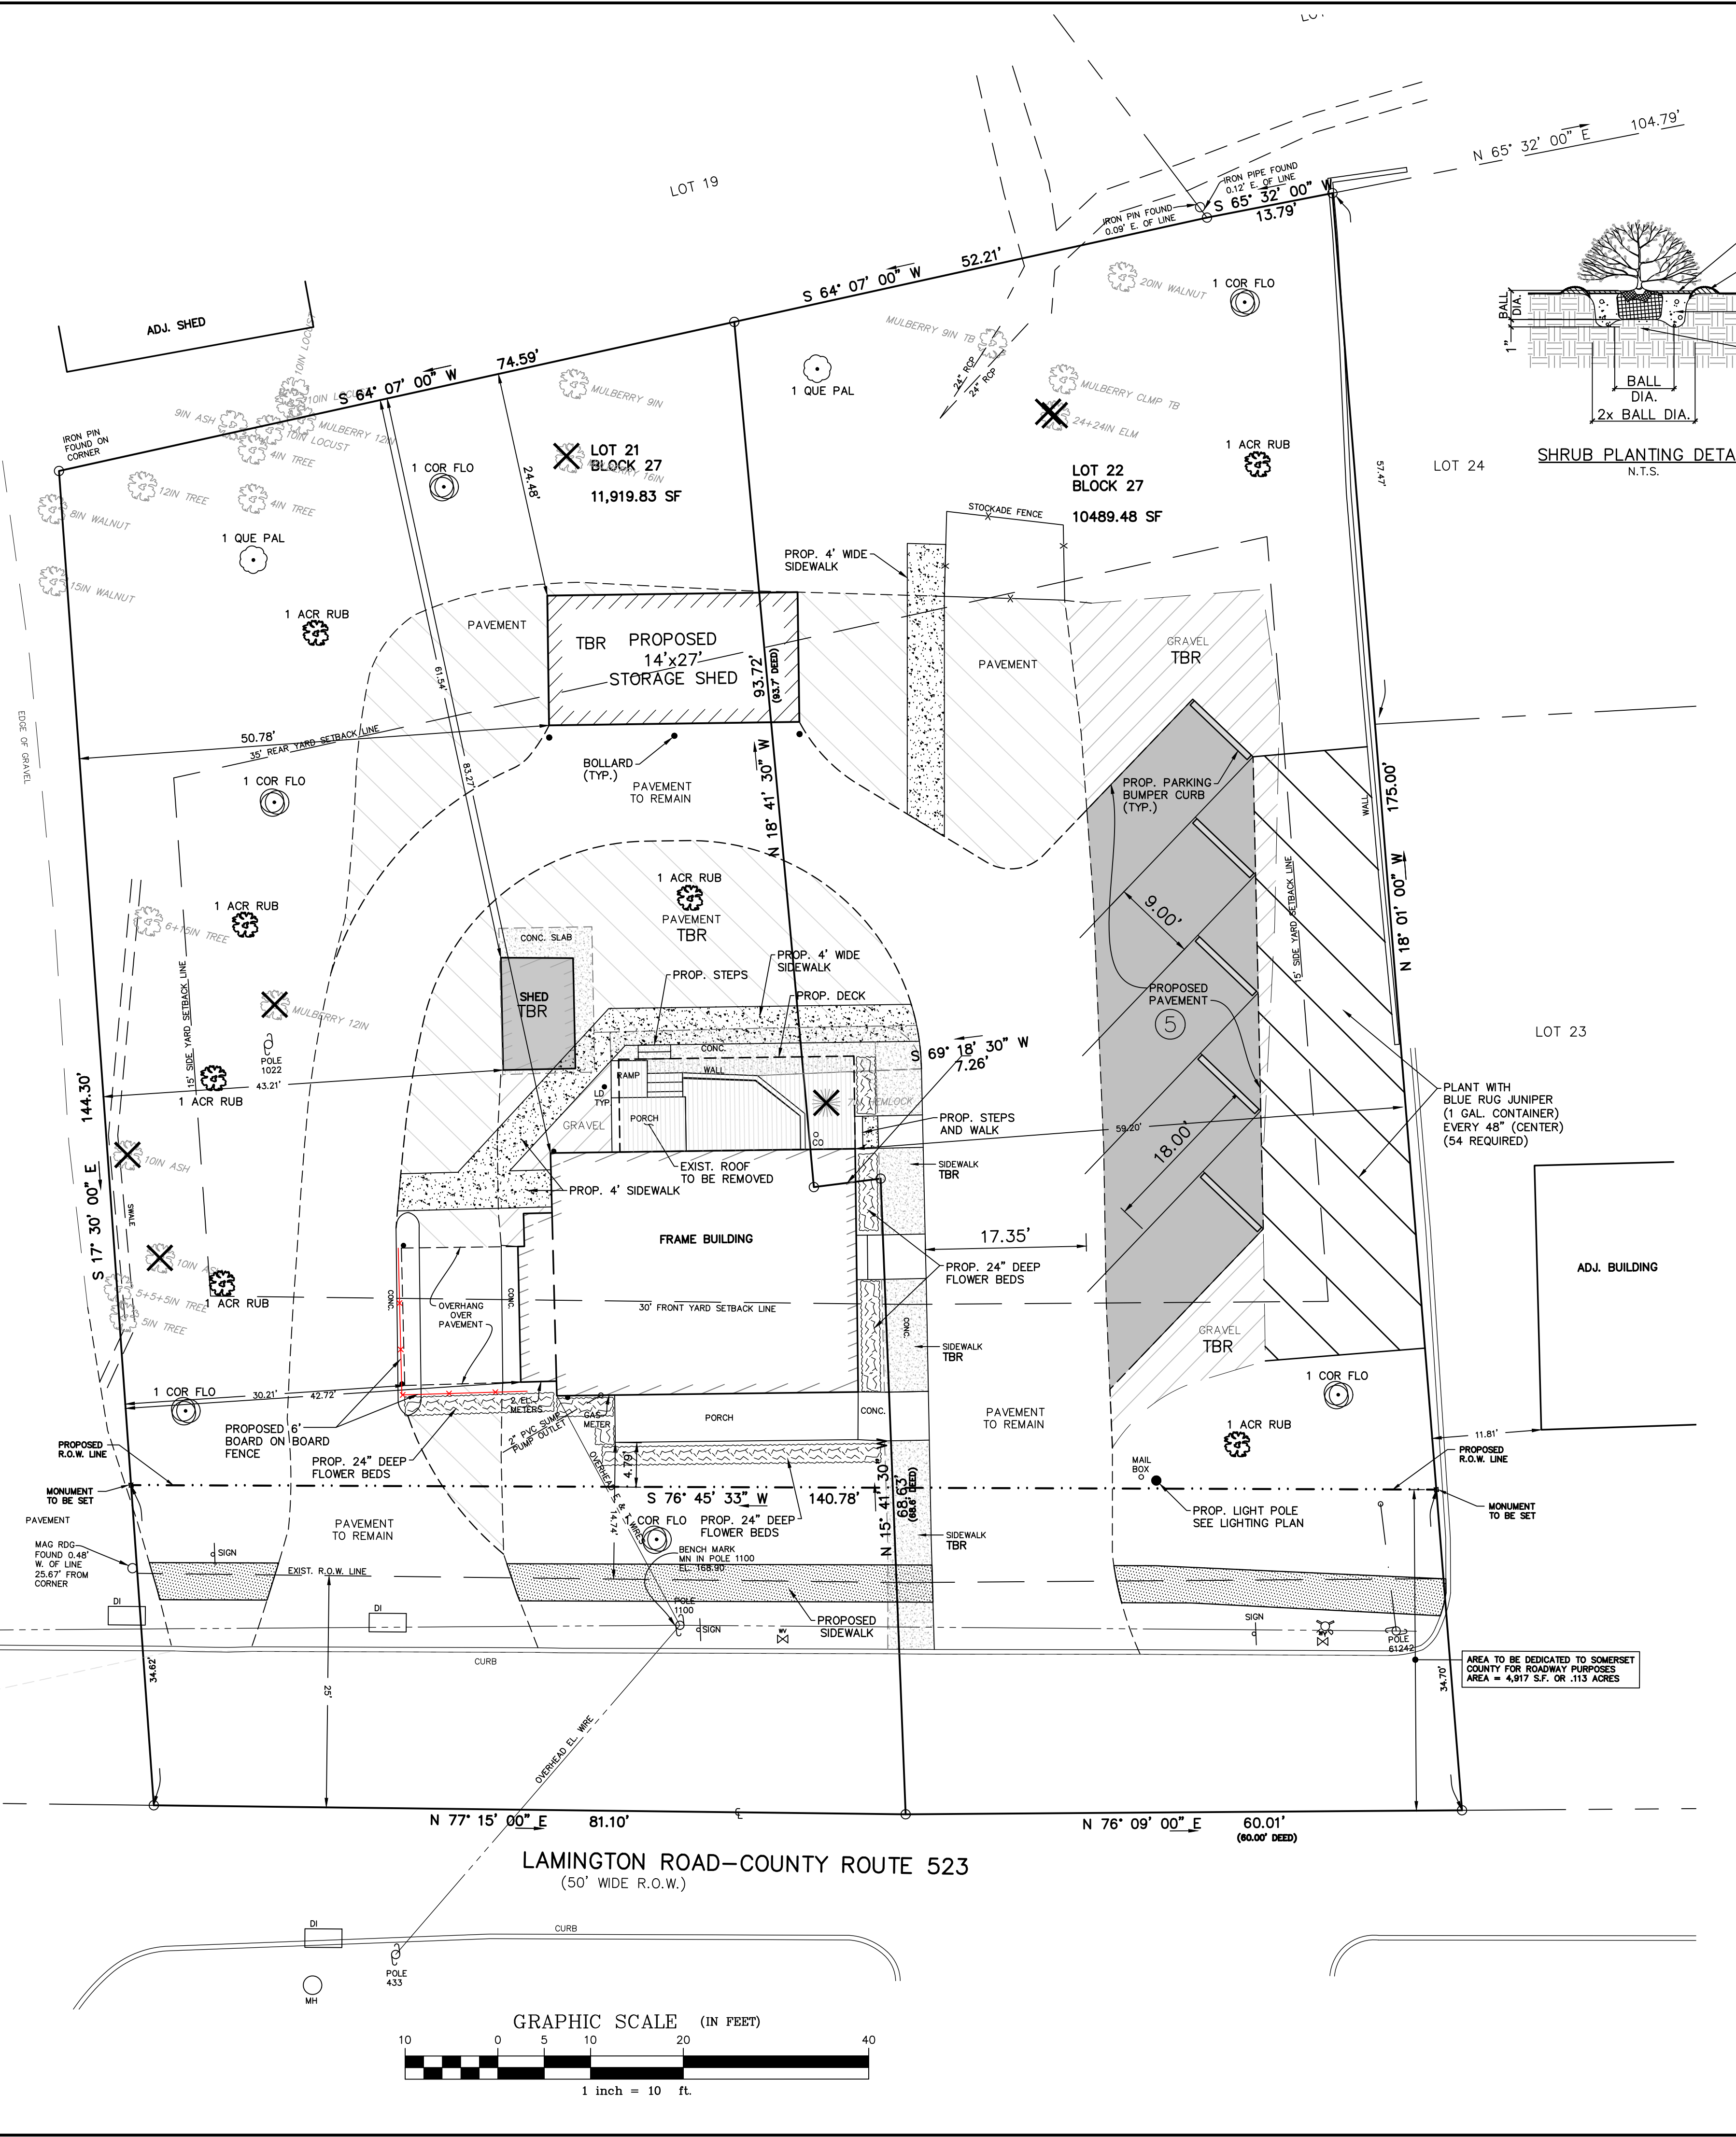 LOT 19
N 65° 32' 00" E 104.79'
IRON PIPE FOUND
0.12' E. OF LINE
S 65° 32' 00" W
13.79'
IRON PIN FOUND
0.09' E. OF LINE
S 64° 07' 00" W 52.21'
20IN WALNUT
1 COR FLO
BALL
DIA.
1"
BALL
DIA.
2x BALL DIA.
SHRUB PLANTING DETA
N.T.S.
ADJ. SHED
10IN LOCUST
S 64° 07' 00" W 74.59'
MULBERRY 9IN TB
24" RCP
24" RCP
MULBERRY CLMP TB
24+24IN ELM
1 QUE PAL
MULBERRY 9IN
10IN LOCUST
9IN ASH
MULBERRY 12IN
10IN LOCUST
4IN TREE
IRON PIN
FOUND ON
CORNER
LOT 21
BLOCK 27
11,919.83 SF
24.48'
1 COR FLO
1 ACR RUB
LOT 22
BLOCK 27
10489.48 SF
57.47'
LOT 24
12IN TREE
4IN TREE
8IN WALNUT
STOCKADE FENCE
1 QUE PAL
PROP. 4' WIDE
SIDEWALK
15IN WALNUT
1 ACR RUB
PAVEMENT
TBR PROPOSED
14'x27'
STORAGE SHED
93.72'
(93.7' DEED)
N 18° 41' 30" W
PAVEMENT
GRAVEL
TBR
61.54'
EDGE OF GRAVEL
50.78'
35' REAR YARD SETBACK LINE
83.27'
1 COR FLO
BOLLARD
(TYP.)
PAVEMENT
TO REMAIN
PROP. PARKING
BUMPER CURB
(TYP.)
WALL
175.00'
N 18° 01' 00" W
15' SIDE YARD SETBACK LINE
1 ACR RUB
PAVEMENT
TBR
9.00'
1 ACR RUB
6+15IN TREE
CONC. SLAB
PROP. 4' WIDE
SIDEWALK
PROP. STEPS
PROP. DECK
PROPOSED
PAVEMENT
5
SHED
TBR
15' SIDE YARD SETBACK LINE
MULBERRY 12IN
POLE
1022
LOT 23
CONC.
WALL
RAMP
LD
TYP
PORCH
GRAVEL
S 69° 18' 30" W
7.26'
HEMLOCK
CO
144.30'
43.21'
1 ACR RUB
PLANT WITH
BLUE RUG JUNIPER
(1 GAL. CONTAINER)
EVERY 48" (CENTER)
(54 REQUIRED)
PROP. STEPS
AND WALK
59.20'
18.00'
10IN ASH
EXIST. ROOF
TO BE REMOVED
SIDEWALK
TBR
PROP. 4' SIDEWALK
S 17° 30' 00" E
SWALE
FRAME BUILDING
17.35'
10IN ASH
5+5+5IN TREE
5IN TREE
1 ACR RUB
CONC.
OVERHANG
OVER
PAVEMENT
CONC.
30' FRONT YARD SETBACK LINE
PROP. 24" DEEP
FLOWER BEDS
ADJ. BUILDING
CONC.
SIDEWALK
TBR
GRAVEL
TBR
1 COR FLO
30.21' 42.72'
2 EL.
METERS
2" PVC SUMP
PUMP OUTLET
GAS
METER
PORCH
CONC.
PAVEMENT
TO REMAIN
1 COR FLO
1 ACR RUB
11.81'
PROPOSED 6'
BOARD ON BOARD
FENCE
PROP. 24" DEEP
FLOWER BEDS
PROPOSED
R.O.W. LINE
MONUMENT
TO BE SET
4.79'
OVERHEAD E. & T. WIRES
S 76° 45' 33" W 140.78'
N 15° 41' 30" W
68.63'
(68.6' DEED)
MAIL
BOX
PROP. LIGHT POLE
SEE LIGHTING PLAN
PROPOSED
R.O.W. LINE
MONUMENT
TO BE SET
PAVEMENT
PAVEMENT
TO REMAIN
14.74'
1 COR FLO
PROP. 24" DEEP
FLOWER BEDS
SIDEWALK
TBR
MAG RDG
FOUND 0.48'
W. OF LINE
25.67' FROM
CORNER
SIGN
EXIST. R.O.W. LINE
BENCH MARK
MN IN POLE 1100
EL. 168.90
DI
DI
POLE
1100
SIGN
WV
PROPOSED
SIDEWALK
SIGN
WV
POLE
61242
CURB
34.62'
25'
OVERHEAD EL. WIRE
34.70'
AREA TO BE DEDICATED TO SOMERSET
COUNTY FOR ROADWAY PURPOSES
AREA = 4,917 S.F. OR .113 ACRES
N 77° 15' 00" E 81.10'
N 76° 09' 00" E 60.01'
(60.00' DEED)
LAMINGTON ROAD–COUNTY ROUTE 523
(50' WIDE R.O.W.)
DI
CURB
POLE
433
MH
GRAPHIC SCALE (IN FEET)
10 0 5 10 20 40
1 inch = 10 ft.